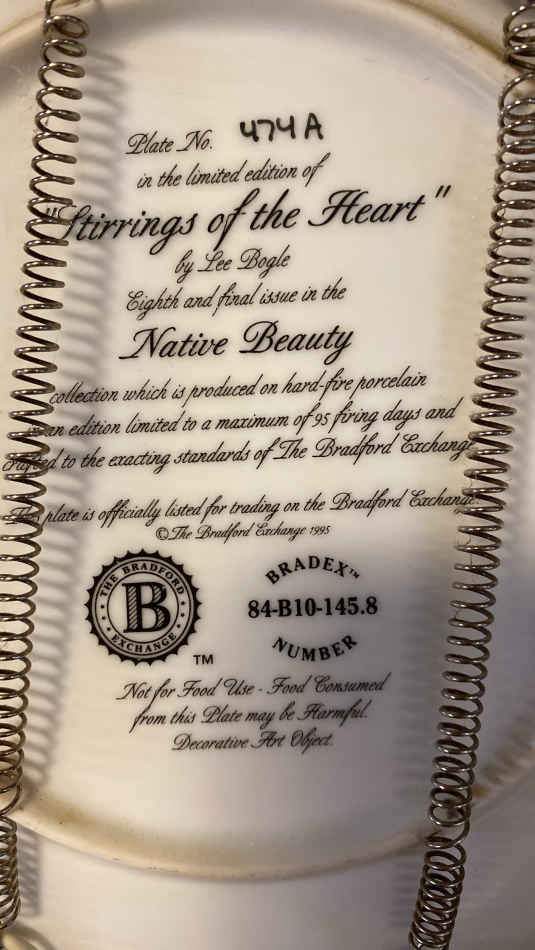 Plate No. 474A
in the limited edition of
"Stirrings of the Heart"
by Lee Bogle
Eighth and final issue in the
Native Beauty
collection which is produced on hard-fire porcelain
an edition limited to a maximum of 95 firing days and
crafted to the exacting standards of The Bradford Exchange.
This plate is officially listed for trading on the Bradford Exchange.
©The Bradford Exchange 1995
THE BRADFORD
B
EXCHANGE
TM
BRADEX™
84-B10-145.8
NUMBER
Not for Food Use - Food Consumed
from this Plate may be Harmful.
Decorative Art Object.